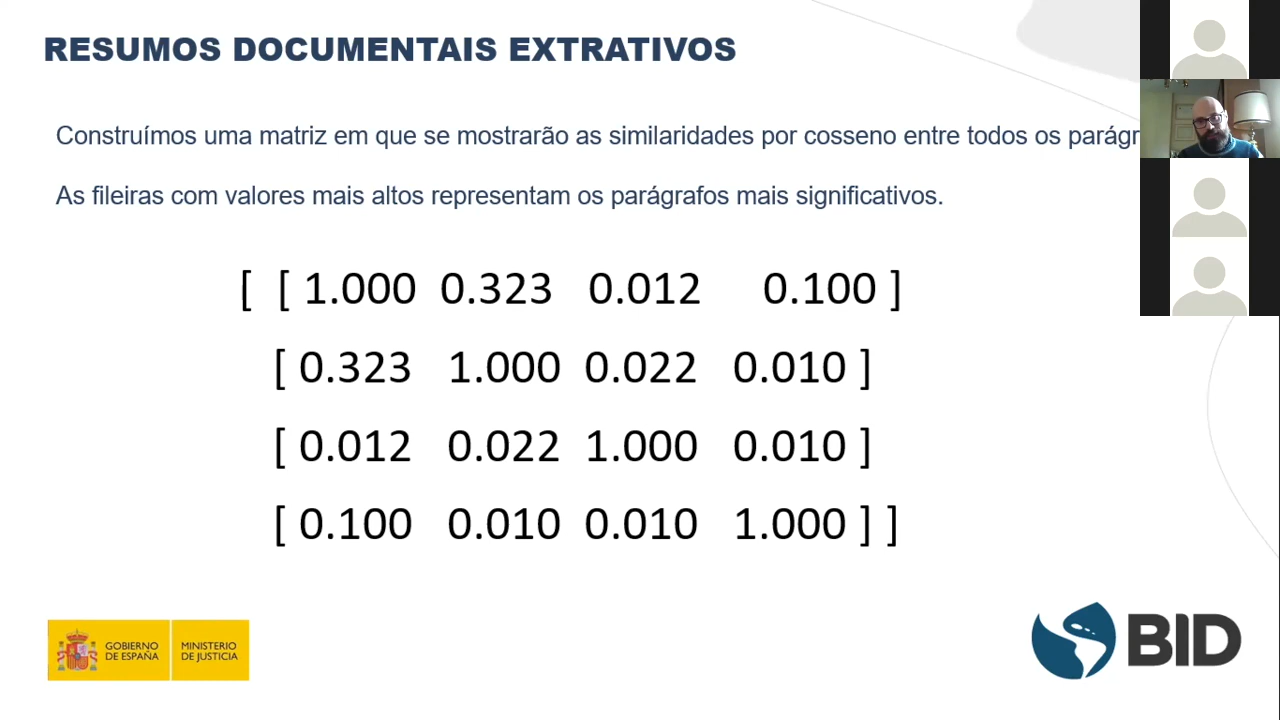 RESUMOS DOCUMENTAIS EXTRATIVOS
Construímos uma matriz em que se mostrarão as similaridades por cosseno entre todos os
As fileiras com valores mais altos representam os parágrafos mais significativos.
[ [ 1.000 0.323 0.012 0.100 ]
[ 0.323 1.000 0.022 0.010 ]
[ 0.012 0.022 1.000 0.010 ]
[ 0.100 0.010 0.010 1.000 ] ]
GOBIERNO
DE ESPAÑA
MINISTERIO
DE JUSTICIA
BID